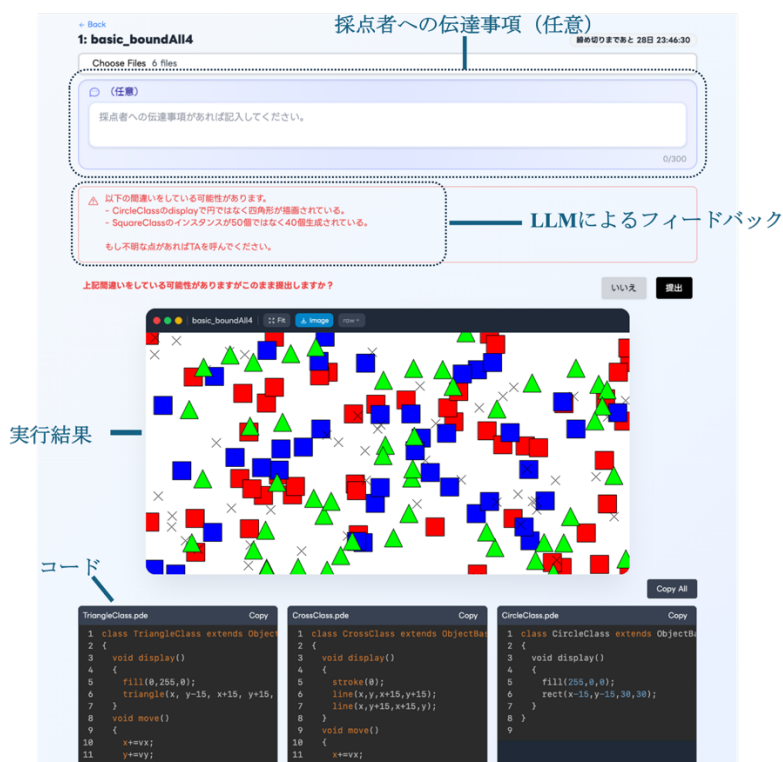 ← Back
採点者への伝達事項（任意）
1: basic_boundAll4
締め切りまであと 28日 23:46:30
Choose Files 6 files
（任意）
採点者への伝達事項があれば記入してください。
0/300
以下の間違いをしている可能性があります。
- CircleClassのdisplayで円ではなく四角形が描画されている。
- SquareClassのインスタンスが50個ではなく40個生成されている。
もし不明な点があればTAを呼んでください。
LLMによるフィードバック
上記間違いをしている可能性がありますがこのまま提出しますか？
いいえ
提出
basic_boundAll4
Fit
Image
raw
実行結果
コード
Copy All
TriangleClass.pde
Copy
1 class TriangleClass extends Object
2 {
3 void display()
4 {
5 fill(0,255,0);
6 triangle(x, y-15, x+15, y+15,
7 }
8 void move()
9 {
10 x+=vx;
11 y+=vy;
CrossClass.pde
Copy
1 class CrossClass extends ObjectBas
2 {
3 void display()
4 {
5 stroke(0);
6 line(x,y,x+15,y+15);
7 line(x,y+15,x+15,y);
8 }
9 void move()
10 {
11 x+=vx;
CircleClass.pde
Copy
1 class CircleClass extends ObjectBa
2 {
3 void display()
4 {
5 fill(255,0,0);
6 rect(x-15,y-15,30,30);
7 }
8 }
9